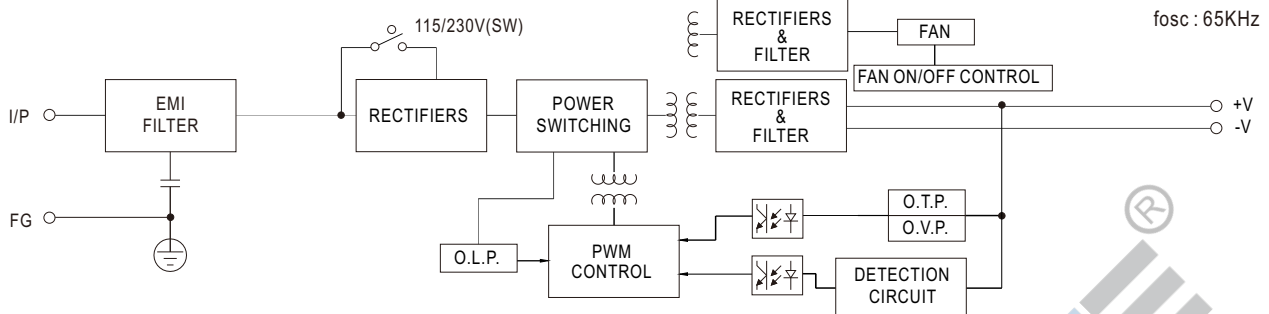 115/230V(SW)
RECTIFIERS
&
FILTER
FAN
fosc : 65KHz
FAN ON/OFF CONTROL
I/P
EMI
FILTER
RECTIFIERS
POWER
SWITCHING
RECTIFIERS
&
FILTER
+V
-V
FG
O.L.P.
PWM
CONTROL
O.T.P.
O.V.P.
DETECTION
CIRCUIT
®